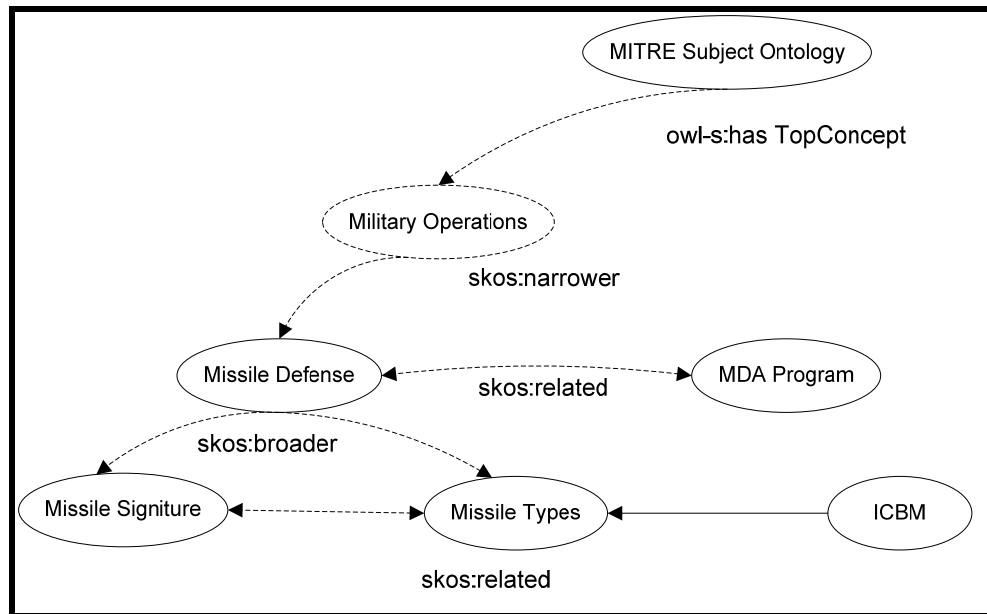 MITRE Subject Ontology
owl-s:has TopConcept
Military Operations
skos:narrower
Missile Defense
MDA Program
skos:related
skos:broader
Missile Signiture
Missile Types
ICBM
skos:related